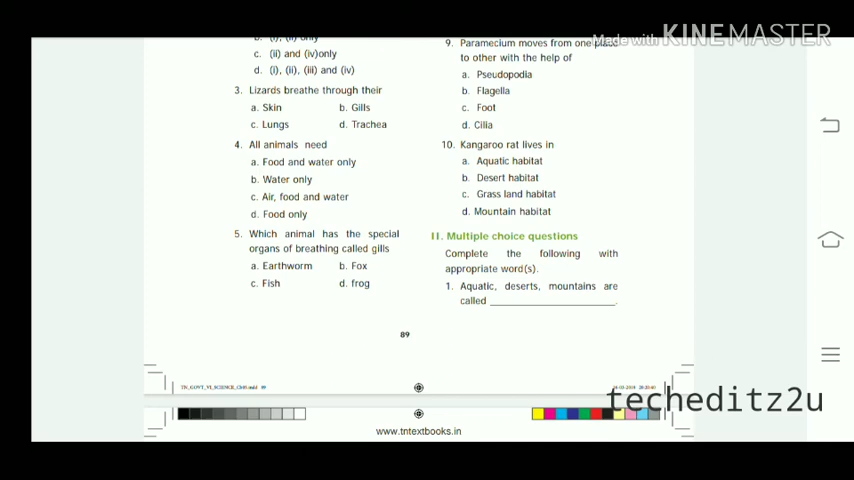 Made with KINEMASTER
b. (i), (ii) only
c. (ii) and (iv)only
d. (i), (ii), (iii) and (iv)
3. Lizards breathe through their
a. Skin b. Gills
c. Lungs d. Trachea
4. All animals need
a. Food and water only
b. Water only
c. Air, food and water
d. Food only
5. Which animal has the special
organs of breathing called gills
a. Earthworm b. Fox
c. Fish d. frog
9. Paramecium moves from one place
to other with the help of
a. Pseudopodia
b. Flagella
c. Foot
d. Cilia
10. Kangaroo rat lives in
a. Aquatic habitat
b. Desert habitat
c. Grass land habitat
d. Mountain habitat
II. Multiple choice questions
Complete the following with
appropriate word(s).
1. Aquatic, deserts, mountains are
called ____________________.
89
techeditz2u
www.tntextbooks.in